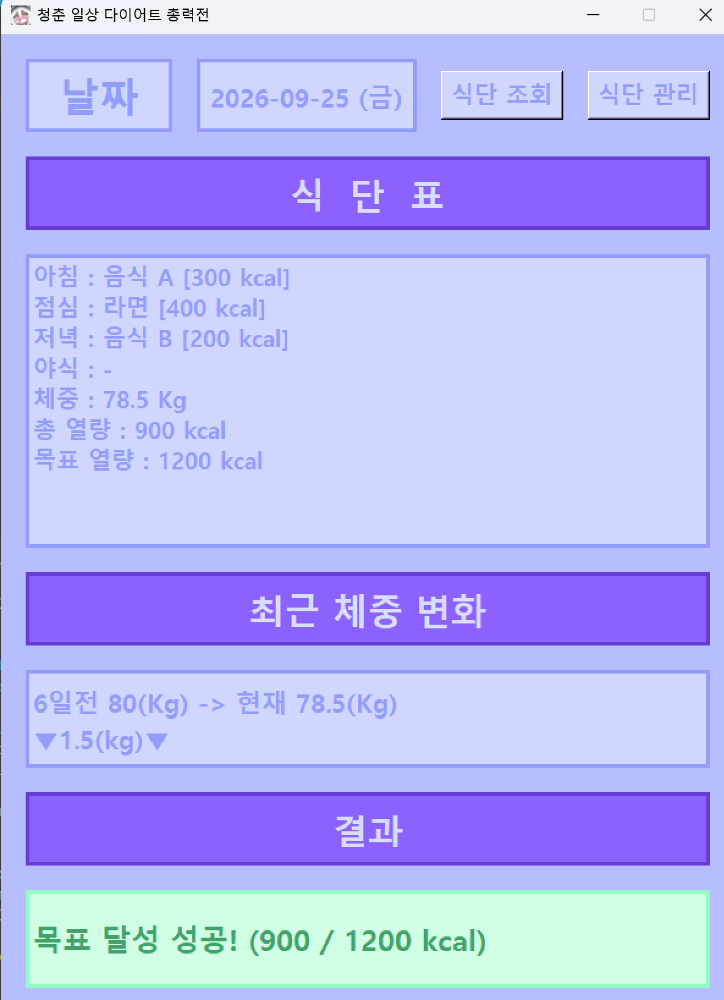 청춘 일상 다이어트 총력전
날짜
2026-09-25 (금)
식단 조회
식단 관리
식 단 표
아침 : 음식 A [300 kcal]
점심 : 라면 [400 kcal]
저녁 : 음식 B [200 kcal]
야식 : -
체중 : 78.5 Kg
총 열량 : 900 kcal
목표 열량 : 1200 kcal
최근 체중 변화
6일전 80(Kg) -> 현재 78.5(Kg)
▼1.5(kg)▼
결과
목표 달성 성공! (900 / 1200 kcal)